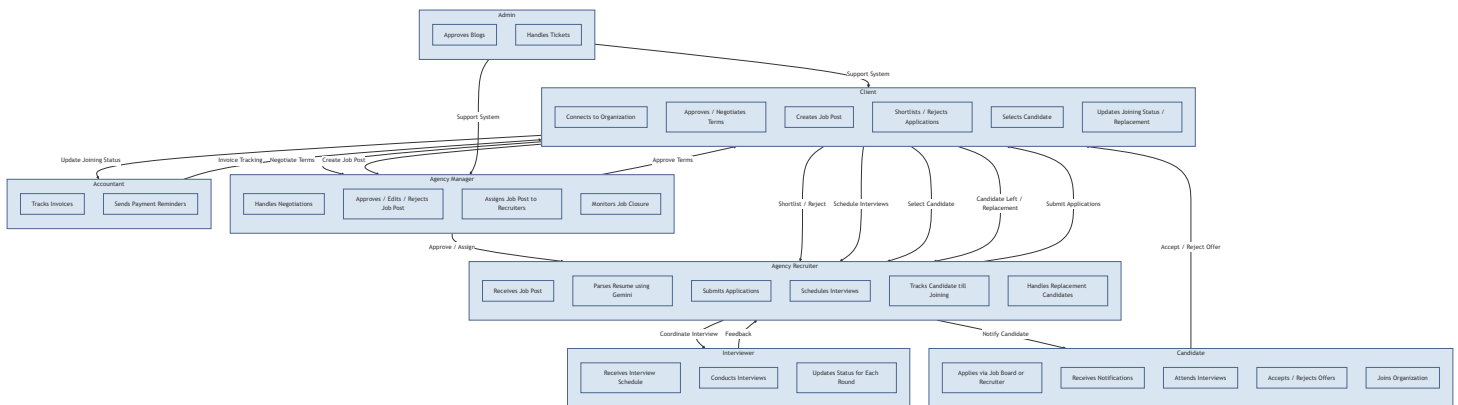 Admin
Approves Blogs
Handles Tickets
Support System
Client
Connects to Organization
Approves / Negotiates
Terms
Creates Job Post
Shortlists / Rejects
Applications
Selects Candidate
Updates Joining Status /
Replacement
Support System
Update Joining Status
Invoice Tracking
Negotiate Terms
Create Job Post
Approve Terms
Accountant
Tracks Invoices
Sends Payment Reminders
Agency Manager
Handles Negotiations
Approves / Edits / Rejects
Job Post
Assigns Job Post to
Recruiters
Monitors Job Closure
Shortlist / Reject
Schedule Interviews
Select Candidate
Candidate Left /
Replacement
Submit Applications
Approve / Assign
Accept / Reject Offer
Agency Recruiter
Receives Job Post
Parses Resume using
Gemini
Submits Applications
Schedules Interviews
Tracks Candidate till
Joining
Handles Replacement
Candidates
Coordinate Interview
Feedback
Notify Candidate
Interviewer
Receives Interview
Schedule
Conducts Interviews
Updates Status for Each
Round
Candidate
Applies via Job Board or
Recruiter
Receives Notifications
Attends Interviews
Accepts / Rejects Offers
Joins Organization